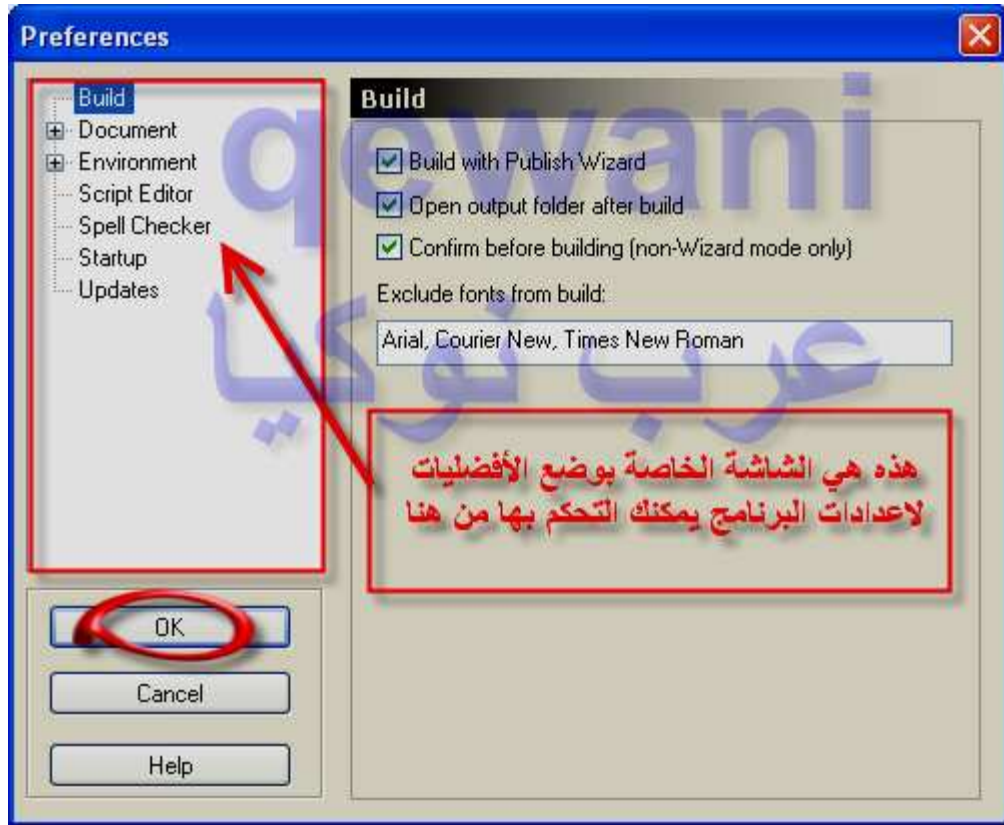 Preferences
Build
Document
Environment
Script Editor
Spell Checker
Startup
Updates
OK
Cancel
Help
Build
Build with Publish Wizard
Open output folder after build
Confirm before building (non-Wizard mode only)
Exclude fonts from build:
Arial, Courier New, Times New Roman
هذه هي الشاشة الخاصة بوضع الأفضليات
لاعدادات البرنامج يمكنك التحكم بها من هنا
qewani
عرب نوكيا